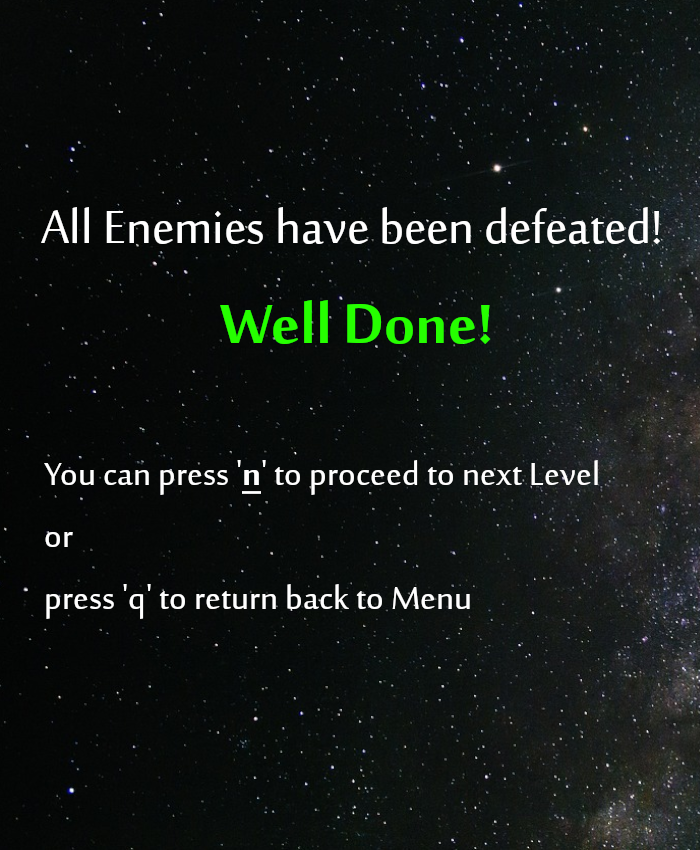 All Enemies have been defeated!
Well Done!
You can press 'n' to proceed to next Level
or
press 'q' to return back to Menu